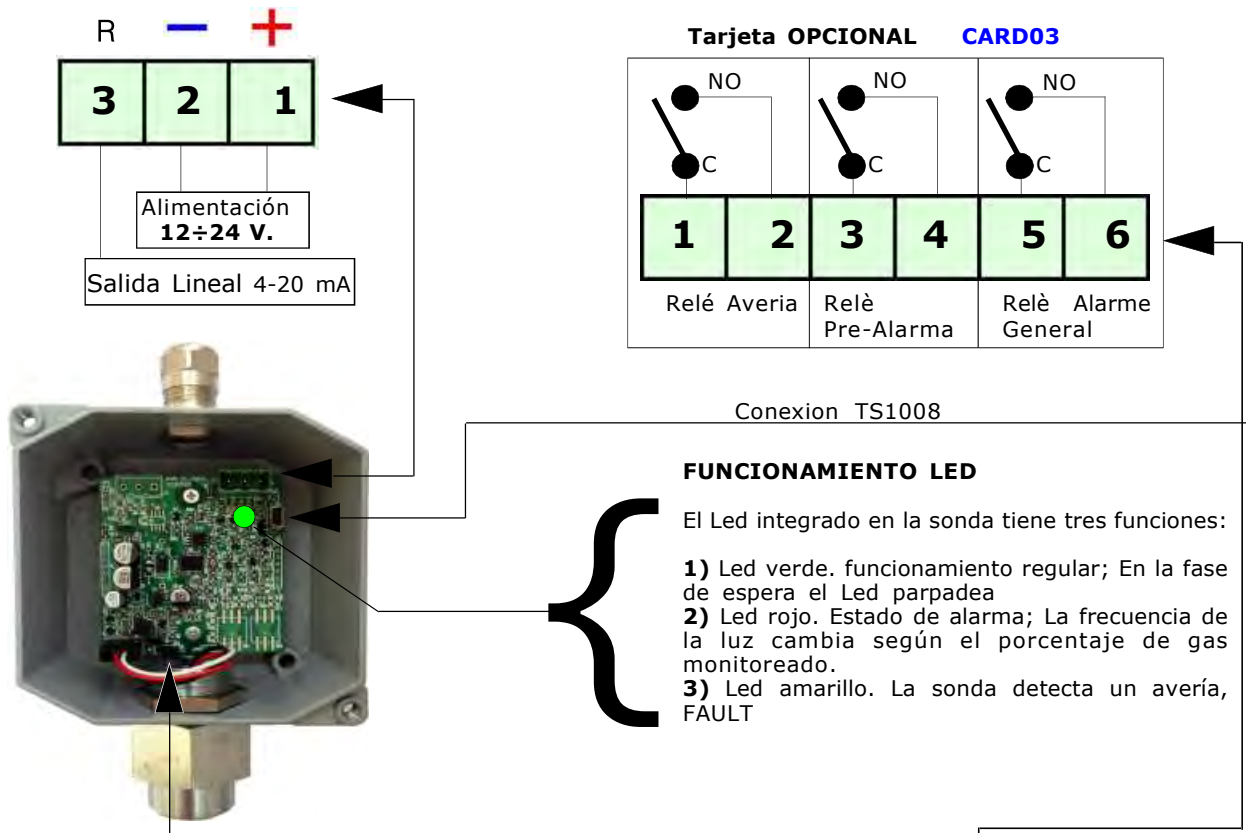 R − +
3 2 1
Alimentación
12÷24 V.
Salida Lineal 4-20 mA
Tarjeta OPCIONAL CARD03
NO NO NO
C C C
1 2 3 4 5 6
Relé Averia
Relè
Pre-Alarma
Relè Alarme
General
Conexion TS1008
FUNCIONAMIENTO LED
El Led integrado en la sonda tiene tres funciones:
1) Led verde. funcionamiento regular; En la fase
de espera el Led parpadea
2) Led rojo. Estado de alarma; La frecuencia de
la luz cambia según el porcentaje de gas
monitoreado.
3) Led amarillo. La sonda detecta un avería,
FAULT